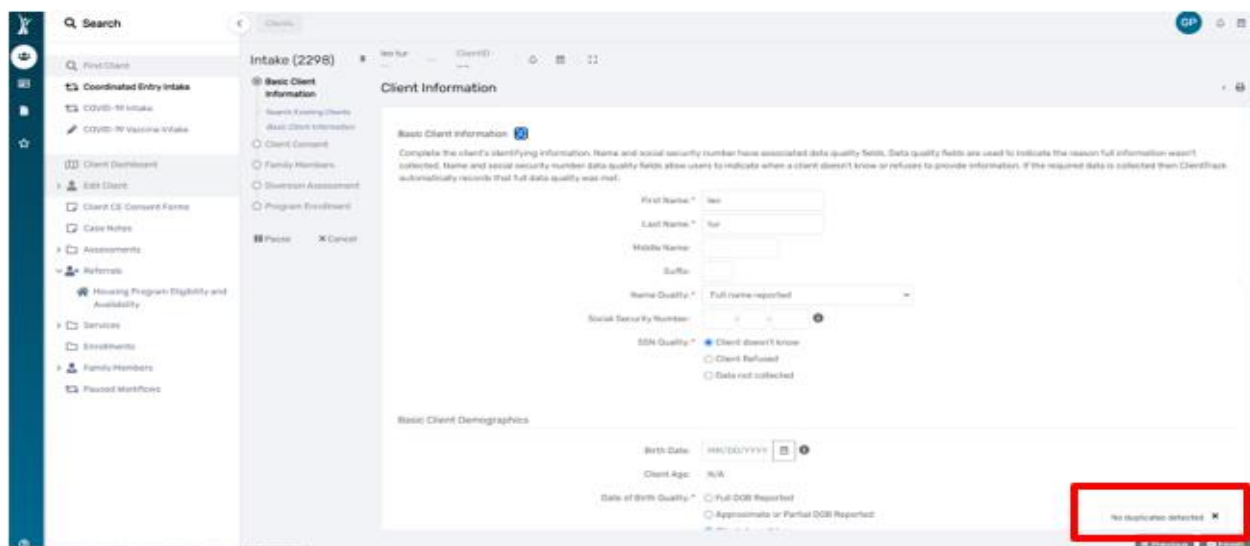 Search
Clients
GP
Find Client
Coordinated Entry Intake
COVID-19 Intake
COVID-19 Vaccine Intake
Client Dashboard
Edit Client
Client CE Consent Forms
Case Notes
Assessments
Referrals
Housing Program Eligibility and
Availability
Services
Enrollments
Family Members
Paused Workflows
Intake (2298)
Basic Client
Information
Search Existing Clients
Basic Client Information
Client Consent
Family Members
Diversion Assessment
Program Enrollment
Pause Cancel
leo tur
ClientID
Client Information
Basic Client Information
Complete the client's identifying information. Name and social security number have associated data quality fields. Data quality fields are used to indicate the reason full information wasn't
collected. Name and social security number data quality fields allow users to indicate when a client doesn't know or refuses to provide information. If the required data is collected then ClientTrack
automatically records that full data quality was met.
First Name:* leo
Last Name:* tur
Middle Name:
Suffix:
Name Quality:* Full name reported
Social Security Number: - -
SSN Quality:* Client doesn't know
Client Refused
Data not collected
Basic Client Demographics
Birth Date: MM/DD/YYYY
Client Age: N/A
Date of Birth Quality:* Full DOB Reported
Approximate or Partial DOB Reported
No duplicates detected ×